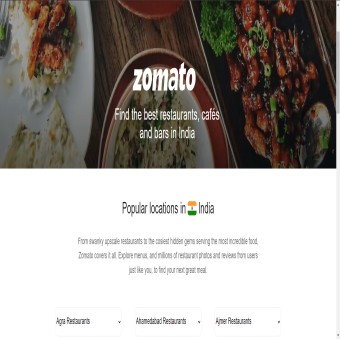 zomato
Find the best restaurants, cafés
and bars in India
Popular locations in India
From swanky upscale restaurants to the cosiest hidden gems serving the most incredible food,
Zomato covers it all. Explore menus, and millions of restaurant photos and reviews from users
just like you, to find your next great meal.
Agra Restaurants
Ahmedabad Restaurants
Ajmer Restaurants